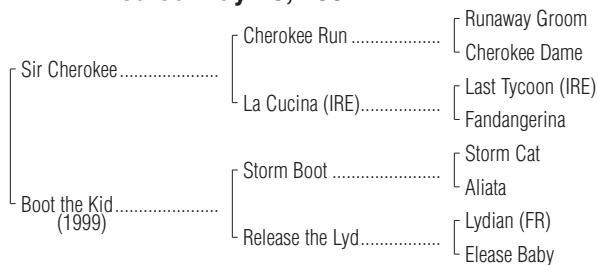 Cherokee Run
Runaway Groom
Cherokee Dame
Sir Cherokee
La Cucina (IRE)
Last Tycoon (IRE)
Fandangerina
Storm Boot
Storm Cat
Aliata
Boot the Kid
(1999)
Release the Lyd
Lydian (FR)
Elease Baby